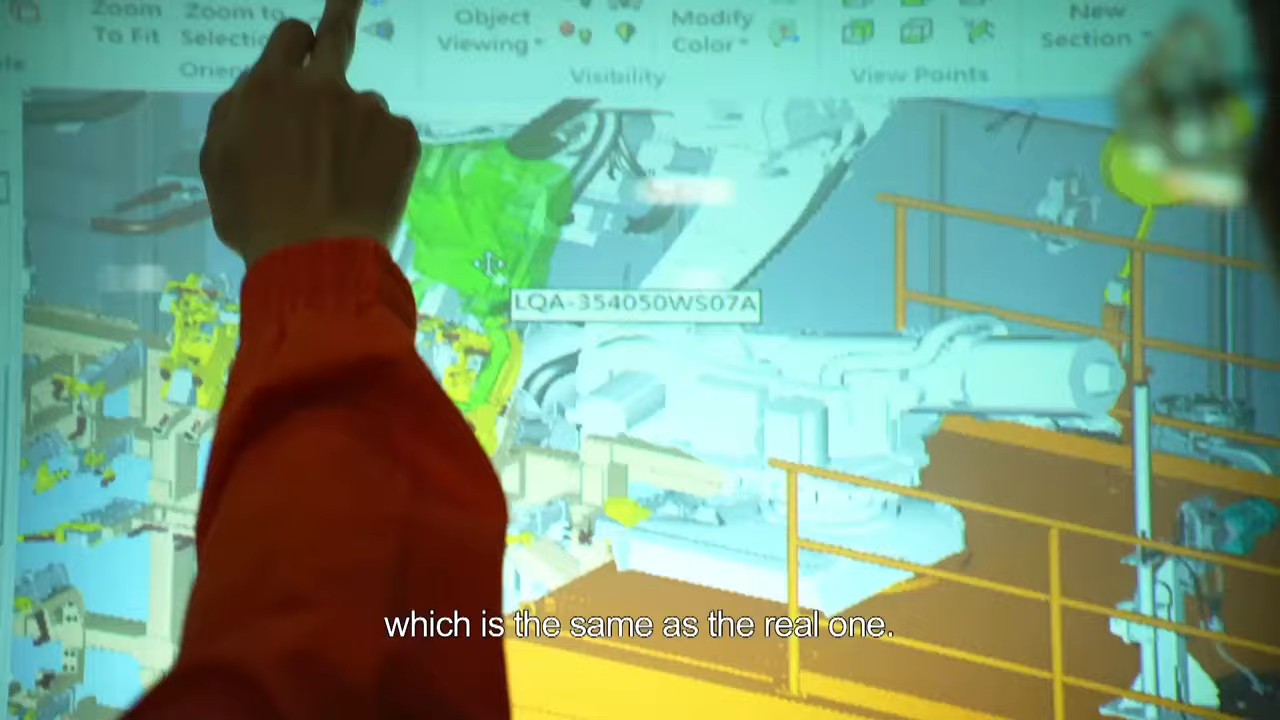 Zoom
To Fit
Zoom to
Selection
Orient
Object
Viewing
Visibility
Modify
Color
View Points
New
Section
LQA-354050WS07A
which is the same as the real one.